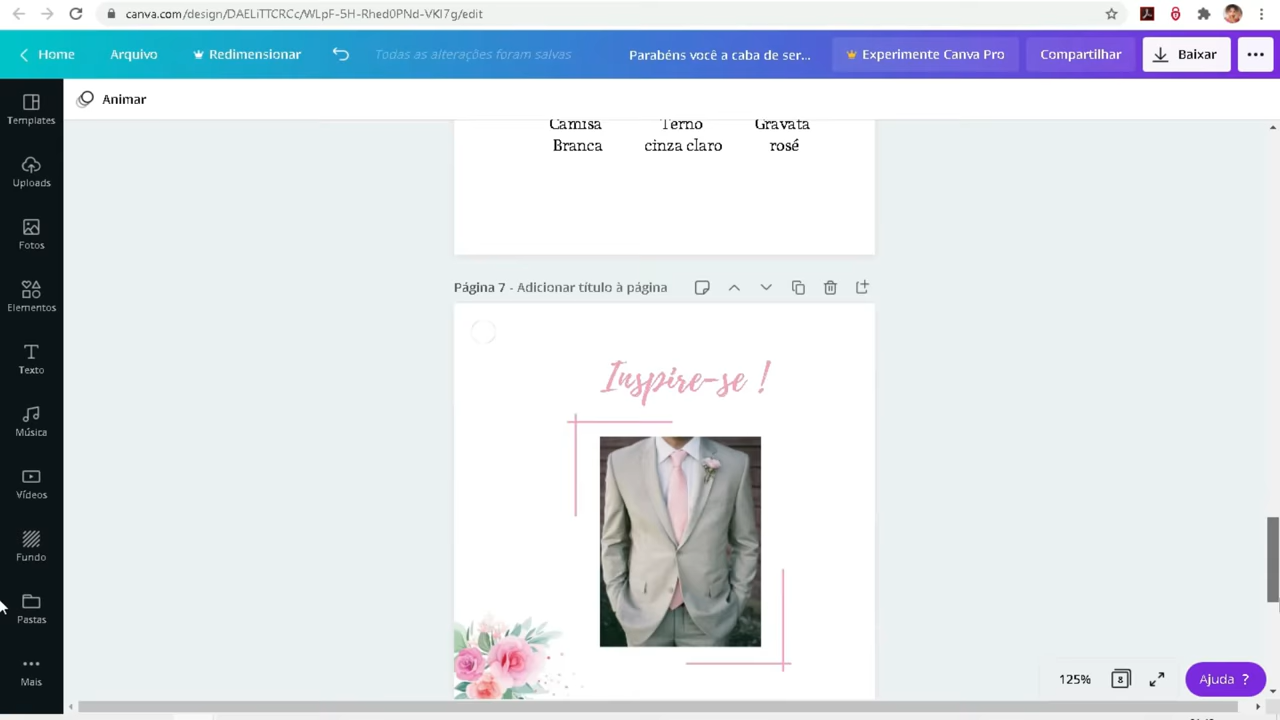 canva.com/design/DAELiTTCRCc/WLpF-5H-Rhed0PNd-VKI7g/edit
Home
Arquivo
Redimensionar
Todas as alterações foram salvas
Parabéns você a caba de ser...
Experimente Canva Pro
Compartilhar
Baixar
Animar
Templates
Uploads
Fotos
Elementos
Texto
Música
Vídeos
Fundo
Pastas
Mais
Camisa Terno Gravata
Branca cinza claro rosé
Página 7 - Adicionar título à página
Inspire-se !
125%
8
Ajuda ?